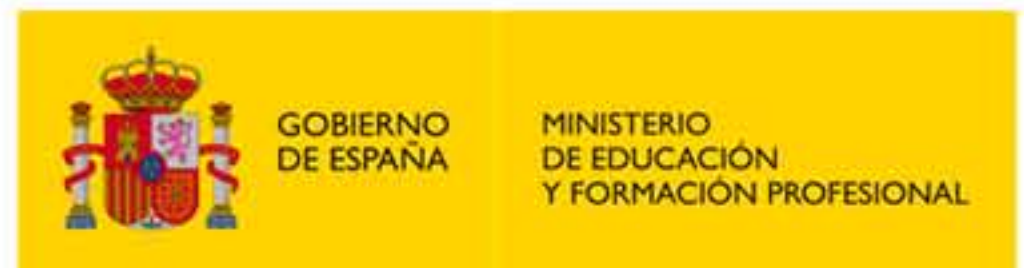 GOBIERNO
DE ESPAÑA
MINISTERIO
DE EDUCACIÓN
Y FORMACIÓN PROFESIONAL